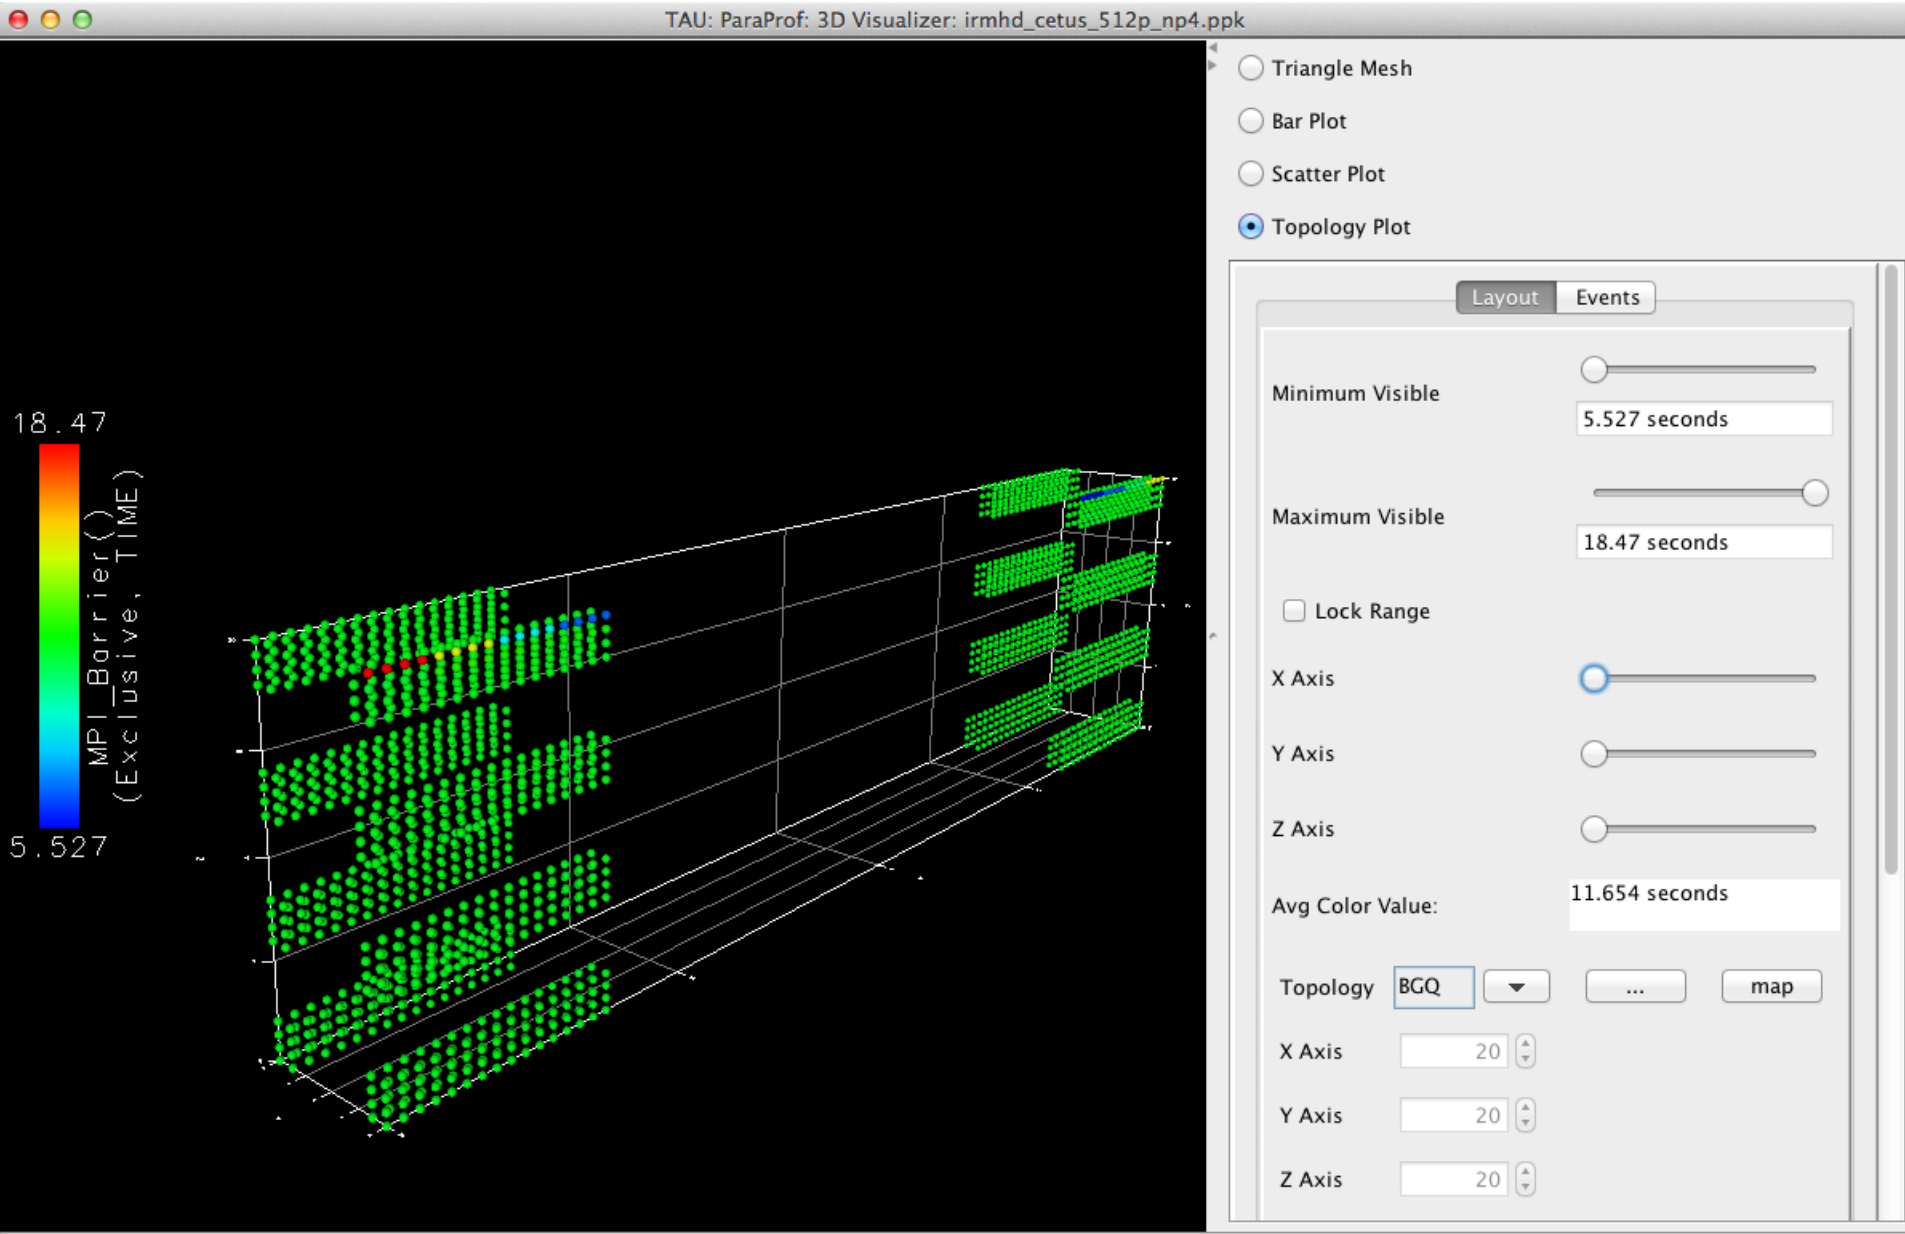 TAU: ParaProf: 3D Visualizer: irmhd_cetus_512p_np4.ppk
18.47
MPI_Barrier()
(Exclusive, TIME)
5.527
Triangle Mesh
Bar Plot
Scatter Plot
Topology Plot
Layout Events
Minimum Visible
5.527 seconds
Maximum Visible
18.47 seconds
Lock Range
X Axis
Y Axis
Z Axis
Avg Color Value: 11.654 seconds
Topology BGQ ... map
X Axis 20
Y Axis 20
Z Axis 20